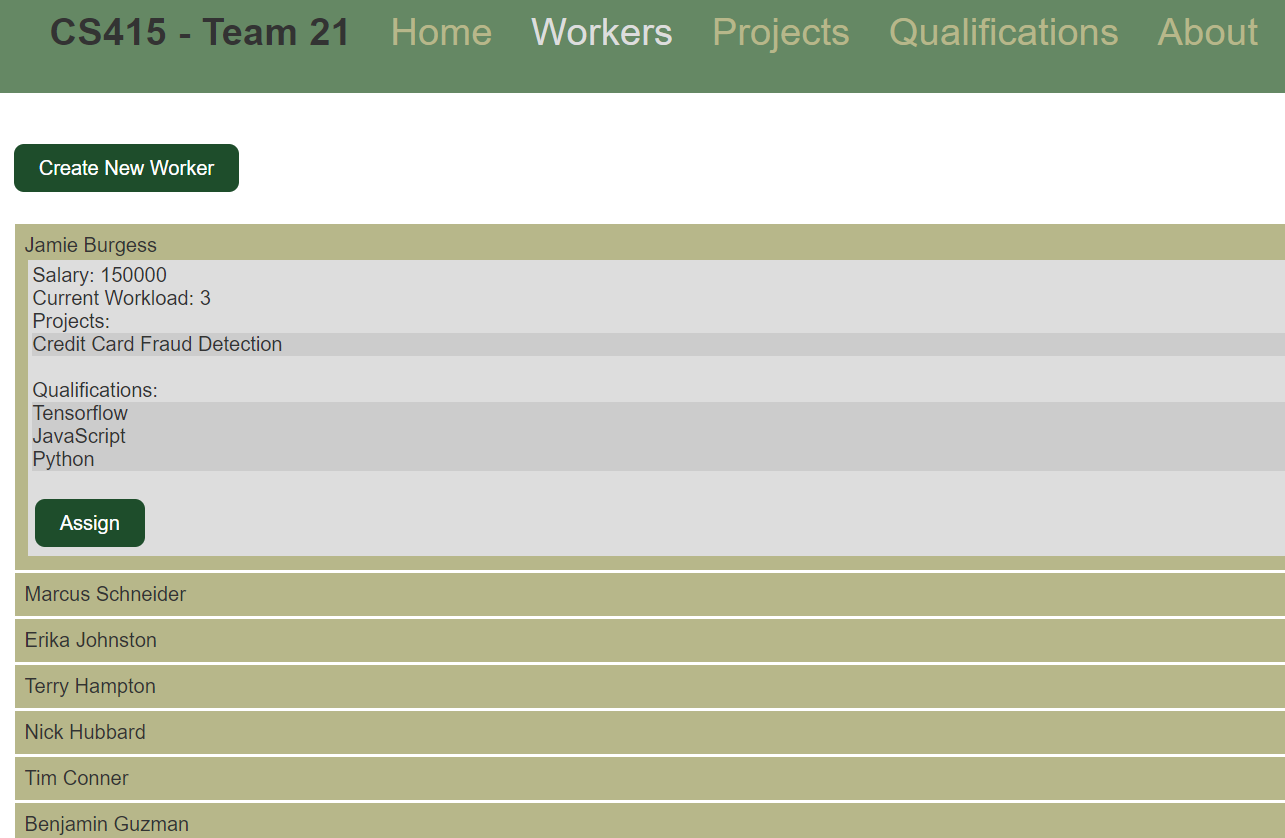 CS415 - Team 21 Home Workers Projects Qualifications About
Create New Worker
Jamie Burgess
Salary: 150000
Current Workload: 3
Projects:
Credit Card Fraud Detection
Qualifications:
Tensorflow
JavaScript
Python
Assign
Marcus Schneider
Erika Johnston
Terry Hampton
Nick Hubbard
Tim Conner
Benjamin Guzman